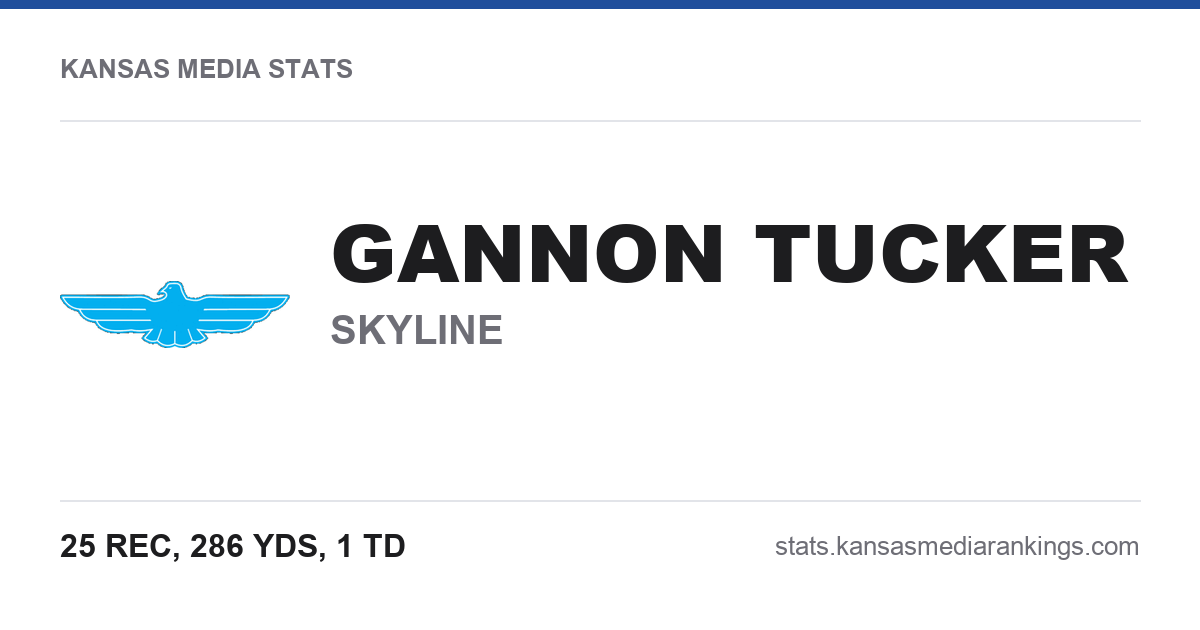 KANSAS MEDIA STATS
GANNON TUCKER
SKYLINE
25 REC, 286 YDS, 1 TD
stats.kansasmediarankings.com